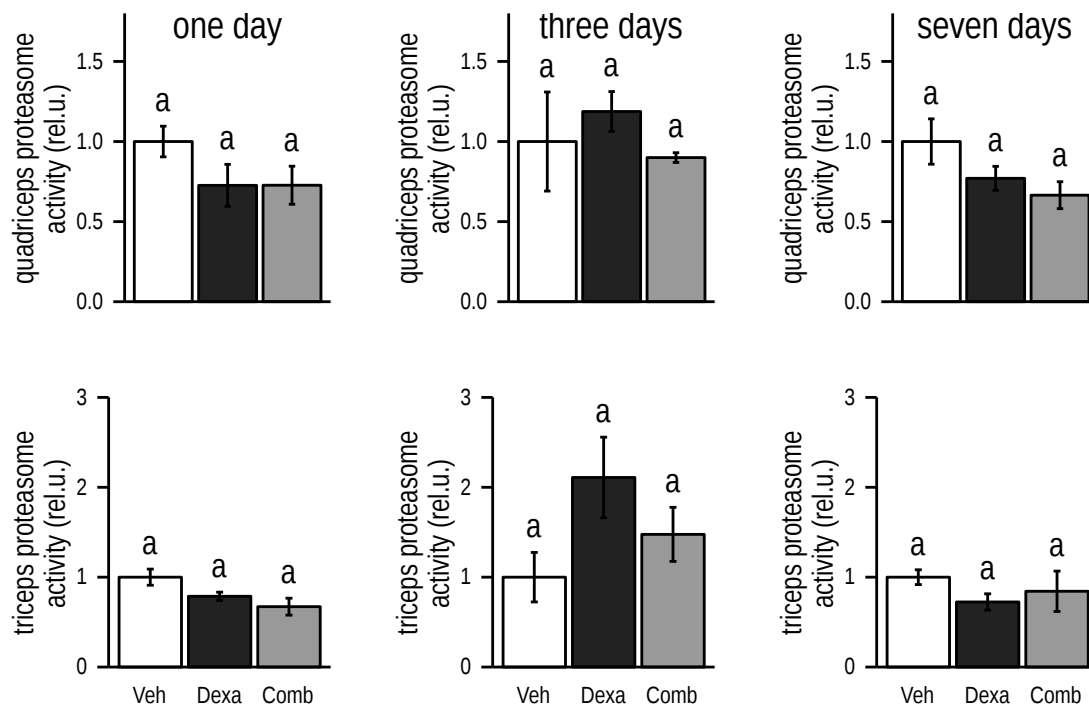 one day
three days
seven days
quadriceps proteasome
activity (rel.u.)
1.5
1.0
0.5
0.0
a
a
a
quadriceps proteasome
activity (rel.u.)
1.5
1.0
0.5
0.0
a
a
a
quadriceps proteasome
activity (rel.u.)
1.5
1.0
0.5
0.0
a
a
a
triceps proteasome
activity (rel.u.)
3
2
1
0
a
a
a
Veh Dexa Comb
triceps proteasome
activity (rel.u.)
3
2
1
0
a
a
a
Veh Dexa Comb
triceps proteasome
activity (rel.u.)
3
2
1
0
a
a
a
Veh Dexa Comb